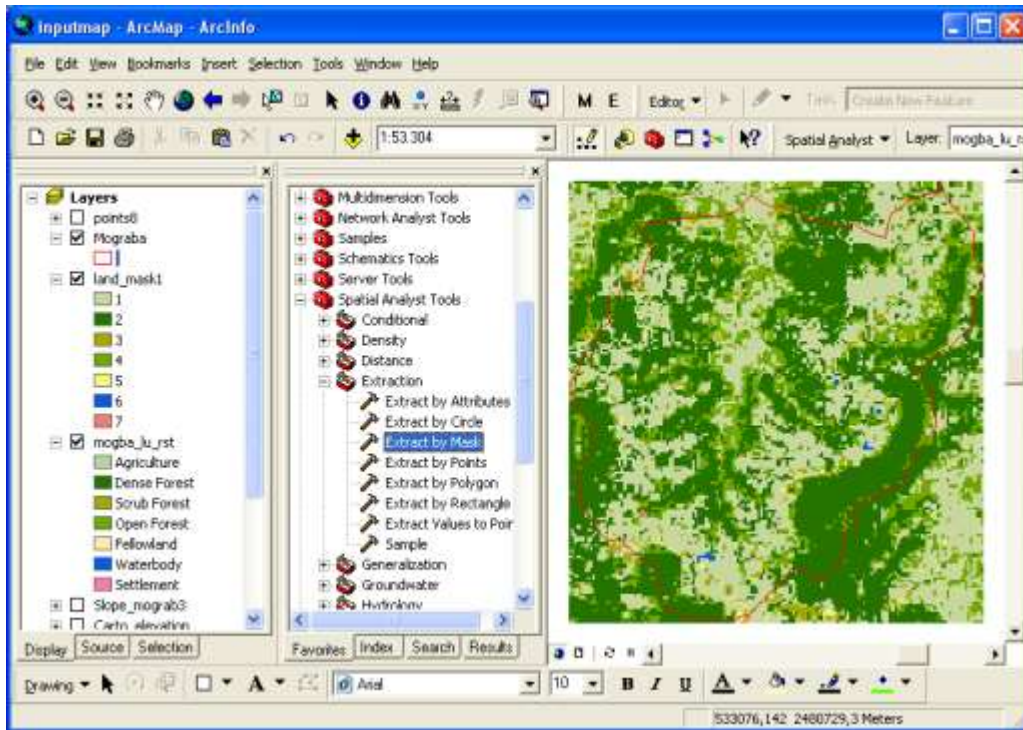 inputmap - ArcMap - ArcInfo
File Edit View Bookmarks Insert Selection Tools Window Help
M E Editor Task: Create New Feature
1:53.304 Spatial Analyst Layer: mogba_lu_r
Layers
points8
Mograba
land_mask1
1
2
3
4
5
6
7
mogba_lu_rst
Agriculture
Dense Forest
Scrub Forest
Open Forest
Fellowland
Waterbody
Settlement
Slope_mograb3
Carto_elevation
Display Source Selection
Multidimension Tools
Network Analyst Tools
Samples
Schematics Tools
Server Tools
Spatial Analyst Tools
Conditional
Density
Distance
Extraction
Extract by Attributes
Extract by Circle
Extract by Mask
Extract by Points
Extract by Polygon
Extract by Rectangle
Extract Values to Poir
Sample
Generalization
Groundwater
Hydrology
Favorites Index Search Results
Drawing A Arial 10 B I U A
533076,142 2480729,3 Meters